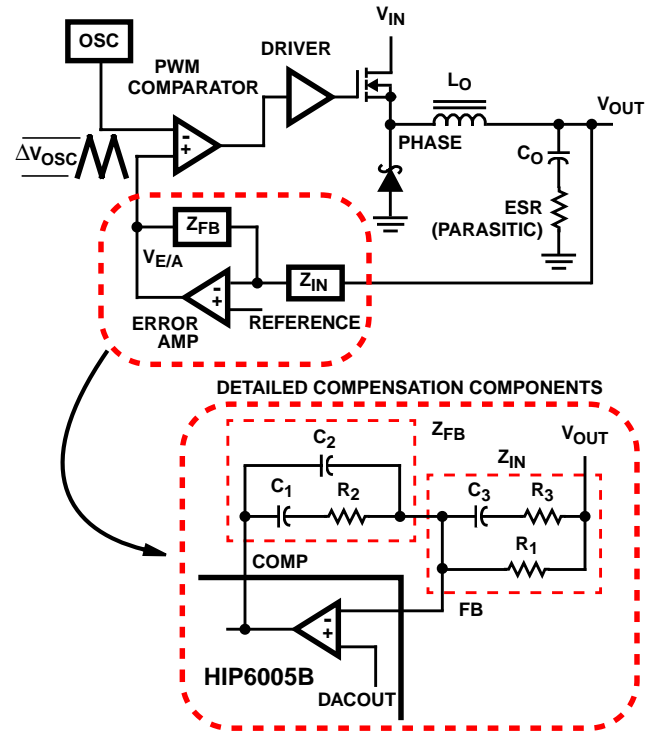 OSC
PWM
COMPARATOR
DRIVER
V_IN
L_O
V_OUT
ΔV_OSC
-
+
PHASE
C_O
ESR
(PARASITIC)
Z_FB
V_E/A
-
+
Z_IN
ERROR
AMP
REFERENCE
DETAILED COMPENSATION COMPONENTS
C_2
Z_FB
V_OUT
C_1
R_2
Z_IN
C_3
R_3
R_1
COMP
FB
-
+
HIP6005B
DACOUT